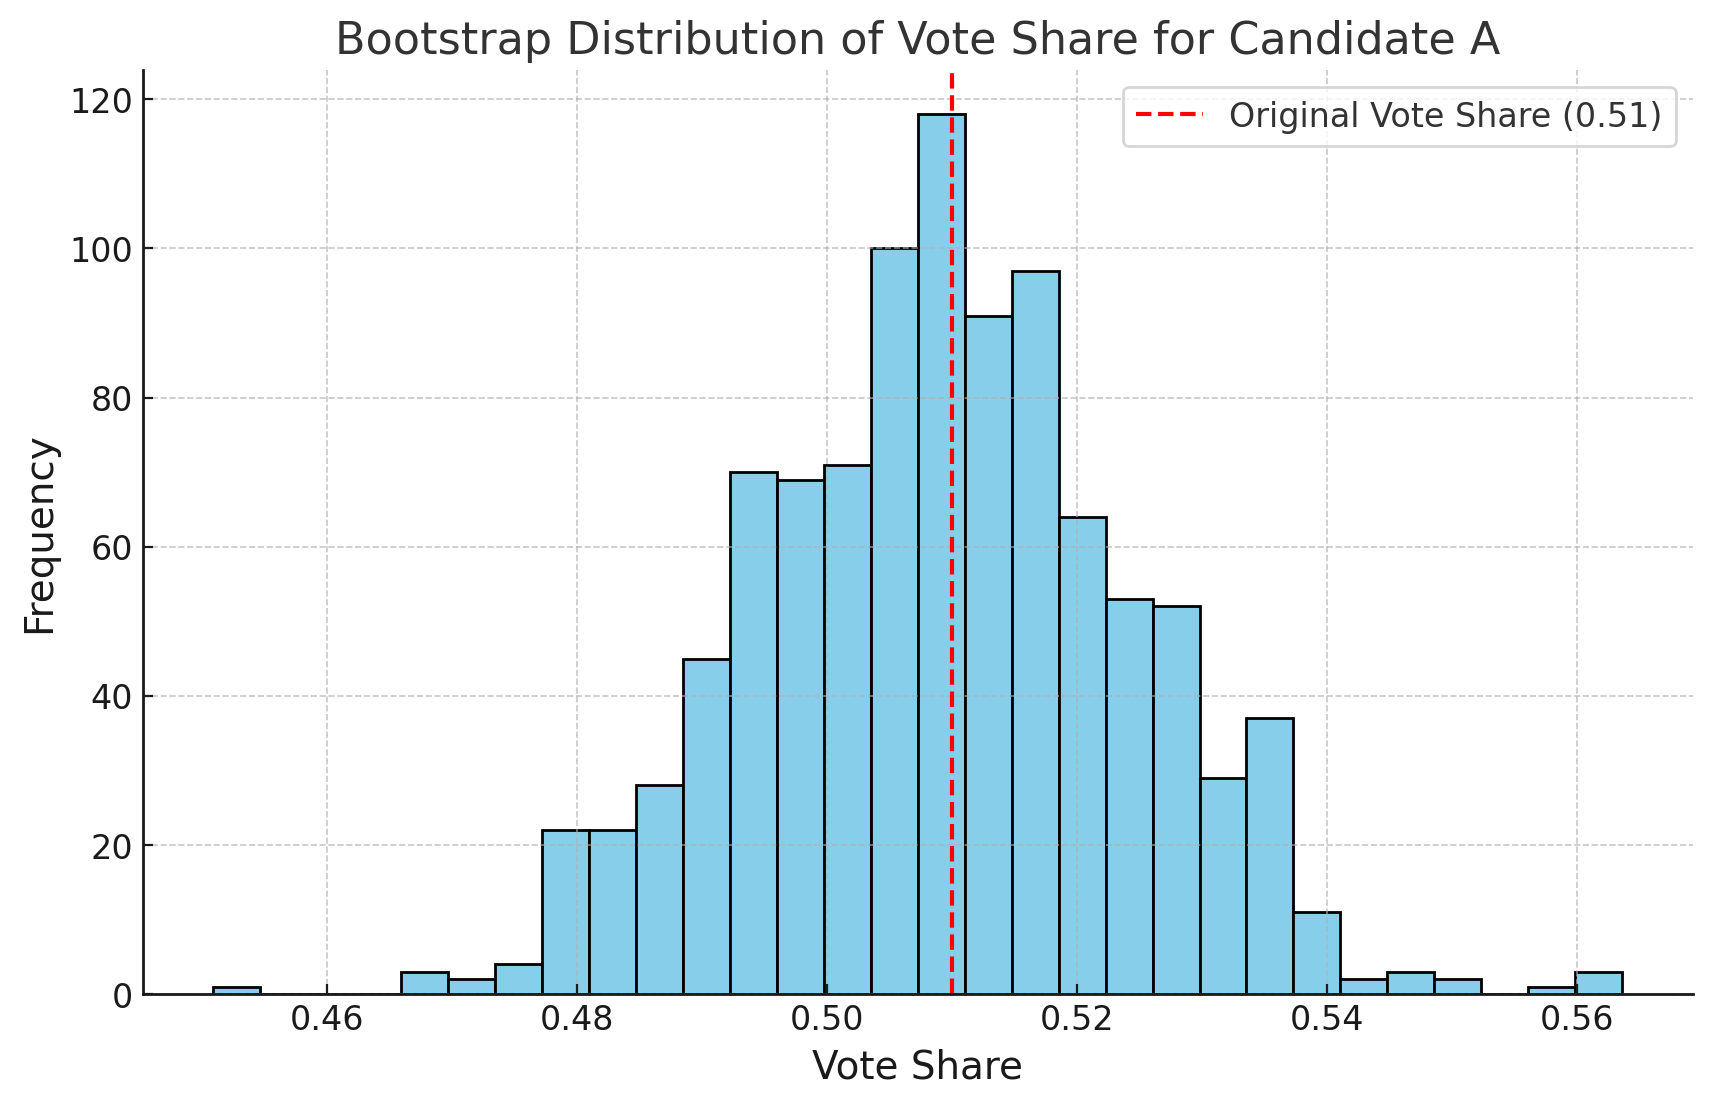 Bootstrap Distribution of Vote Share for Candidate A
Original Vote Share (0.51)
120
100
80
60
40
20
0
Frequency
0.46 0.48 0.50 0.52 0.54 0.56
Vote Share